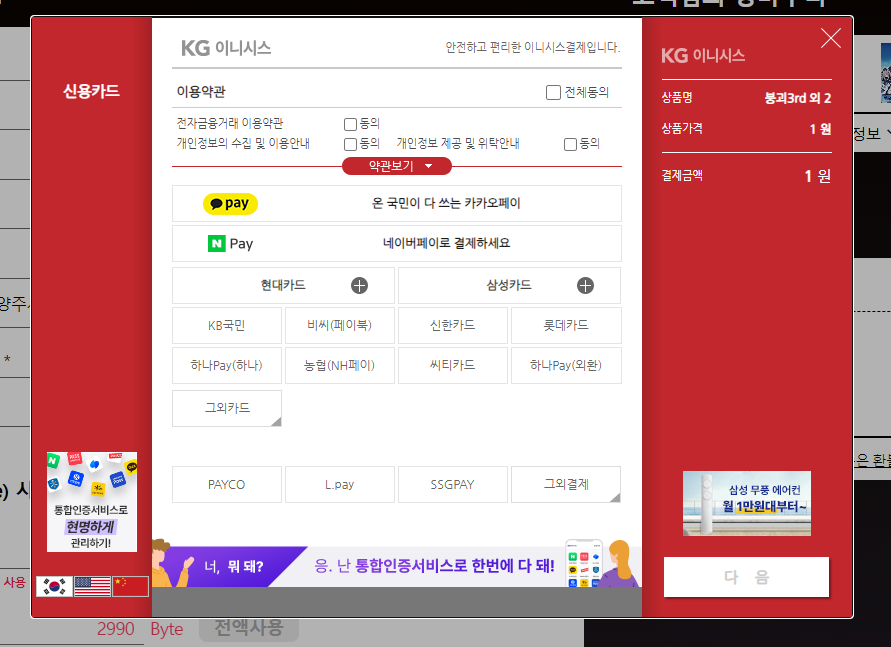 신용카드
KG 이니시스
안전하고 편리한 이니시스결제입니다.
이용약관
전체동의
전자금융거래 이용약관
동의
개인정보의 수집 및 이용안내
동의
개인정보 제공 및 위탁안내
동의
약관보기
pay
온 국민이 다 쓰는 카카오페이
N Pay
네이버페이로 결제하세요
현대카드
삼성카드
KB국민
비씨(페이북)
신한카드
롯데카드
하나Pay(하나)
농협(NH페이)
씨티카드
하나Pay(외환)
그외카드
PAYCO
L.pay
SSGPAY
그외결제
너, 뭐 돼?
응. 난 통합인증서비스로 한번에 다 돼!
통합인증서비스로
현명하게
관리하기!
KG 이니시스
상품명
붕괴3rd 외 2
상품가격
1 원
결제금액
1 원
삼성 무풍 에어컨
월 1만원대부터~
다 음
양주
*
e) 시
사용
정보
은 환불
2990 Byte
전액사용